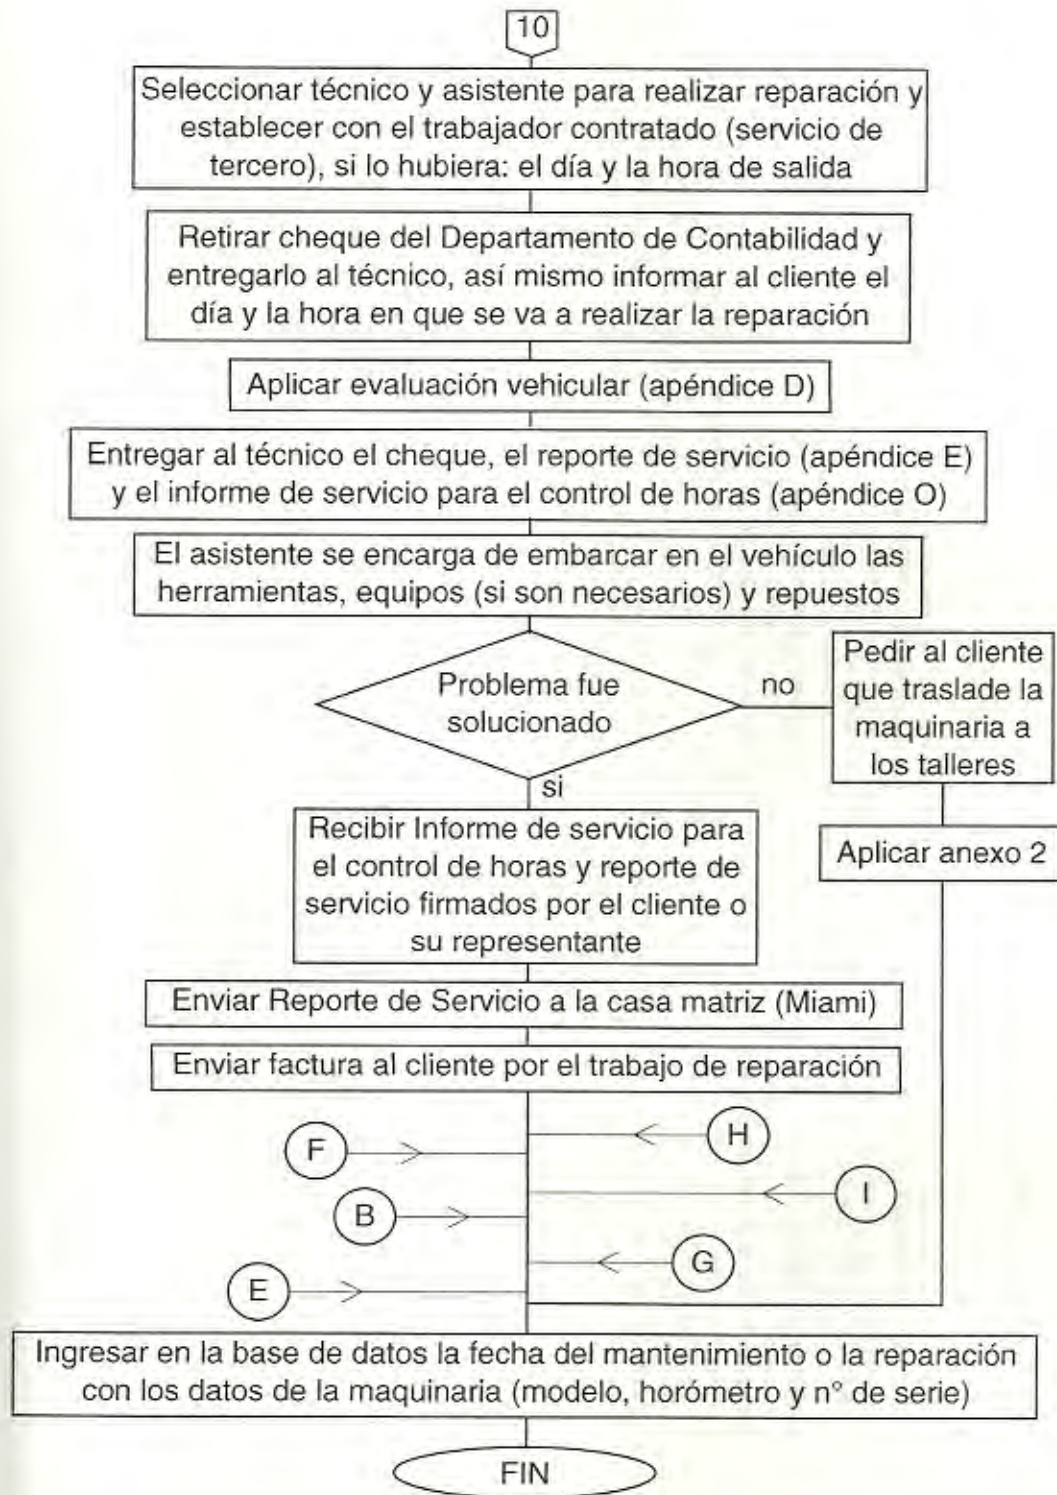 10
Seleccionar técnico y asistente para realizar reparación y
establecer con el trabajador contratado (servicio de
tercero), si lo hubiera: el día y la hora de salida
Retirar cheque del Departamento de Contabilidad y
entregarlo al técnico, así mismo informar al cliente el
día y la hora en que se va a realizar la reparación
Aplicar evaluación vehicular (apéndice D)
Entregar al técnico el cheque, el reporte de servicio (apéndice E)
y el informe de servicio para el control de horas (apéndice O)
El asistente se encarga de embarcar en el vehículo las
herramientas, equipos (si son necesarios) y repuestos
Problema fue
solucionado
no
Pedir al cliente
que traslade la
maquinaria a
los talleres
Aplicar anexo 2
si
Recibir Informe de servicio para
el control de horas y reporte de
servicio firmados por el cliente o
su representante
Enviar Reporte de Servicio a la casa matriz (Miami)
Enviar factura al cliente por el trabajo de reparación
H
F
I
B
G
E
Ingresar en la base de datos la fecha del mantenimiento o la reparación
con los datos de la maquinaria (modelo, horómetro y n° de serie)
FIN